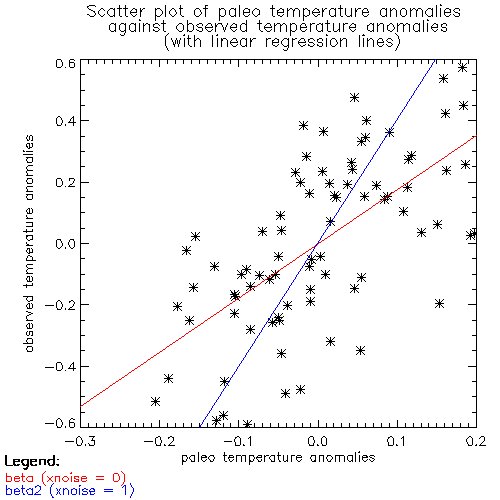 Scatter plot of paleo temperature anomalies
against observed temperature anomalies
(with linear regression lines)
0.6
0.4
0.2
0.0
-0.2
-0.4
-0.6
observed temperature anomalies
-0.3 -0.2 -0.1 0.0 0.1 0.2
paleo temperature anomalies
Legend:
beta (xnoise = 0)
beta2 (xnoise = 1)